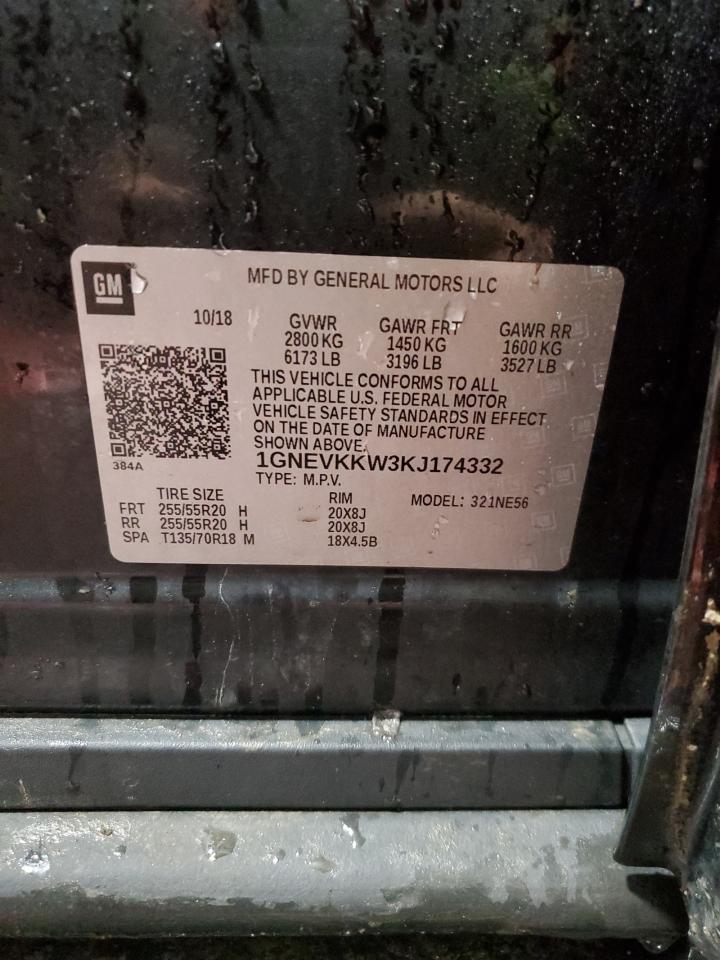 GM
MFD BY GENERAL MOTORS LLC
10/18 GVWR GAWR FRT GAWR RR
2800 KG 1450 KG 1600 KG
6173 LB 3196 LB 3527 LB
THIS VEHICLE CONFORMS TO ALL
APPLICABLE U.S. FEDERAL MOTOR
VEHICLE SAFETY STANDARDS IN EFFECT
ON THE DATE OF MANUFACTURE
SHOWN ABOVE.
384A
1GNEVKKW3KJ174332
TYPE: M.P.V.
TIRE SIZE RIM MODEL: 321NE56
FRT 255/55R20 H 20X8J
RR 255/55R20 H 20X8J
SPA T135/70R18 M 18X4.5B